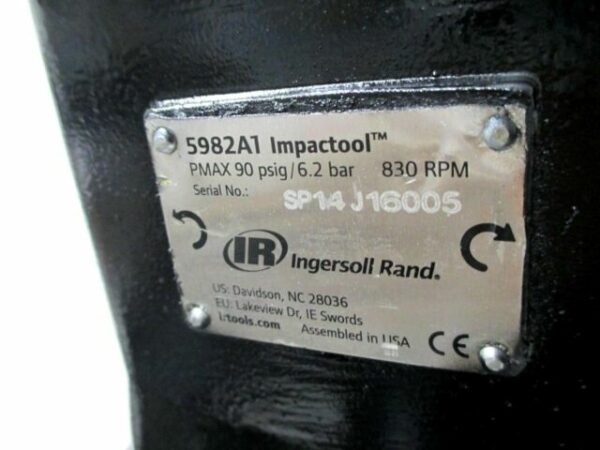 5982A1 Impactool™
PMAX 90 psig/6.2 bar 830 RPM
Serial No.: SP14 J16005
IR Ingersoll Rand®
US: Davidson, NC 28036
EU: Lakeview Dr, IE Swords
irtools.com Assembled in USA CE